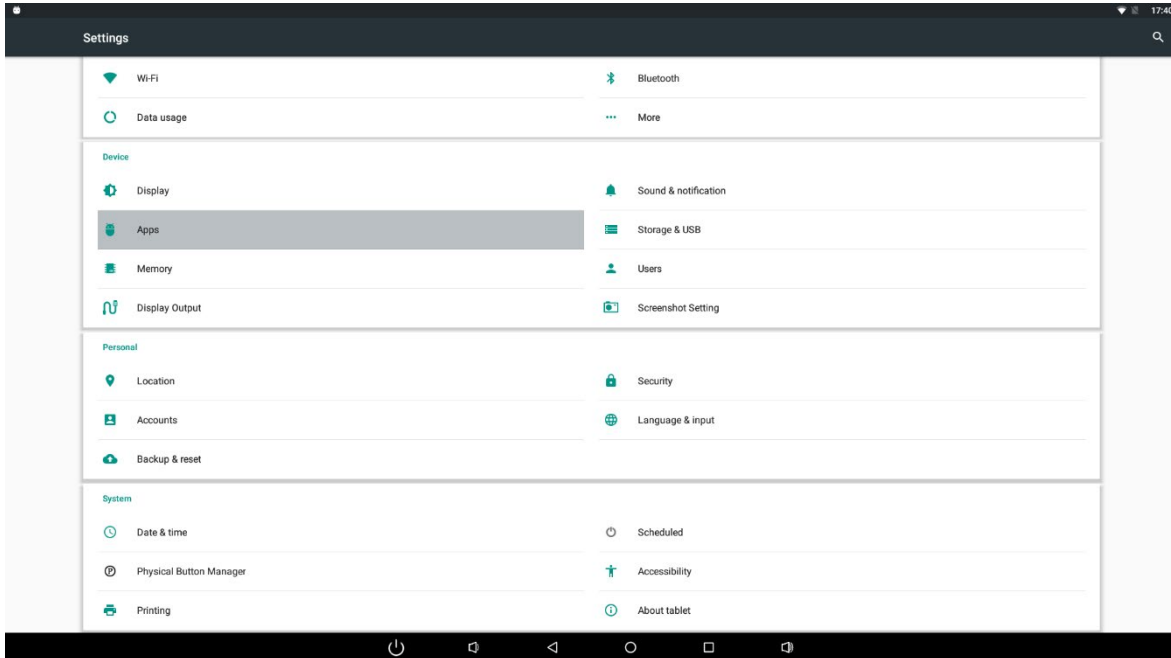 17:40
Settings
Wi-Fi
Bluetooth
Data usage
More
Device
Display
Sound & notification
Apps
Storage & USB
Memory
Users
Display Output
Screenshot Setting
Personal
Location
Security
Accounts
Language & input
Backup & reset
System
Date & time
Scheduled
Physical Button Manager
Accessibility
Printing
About tablet